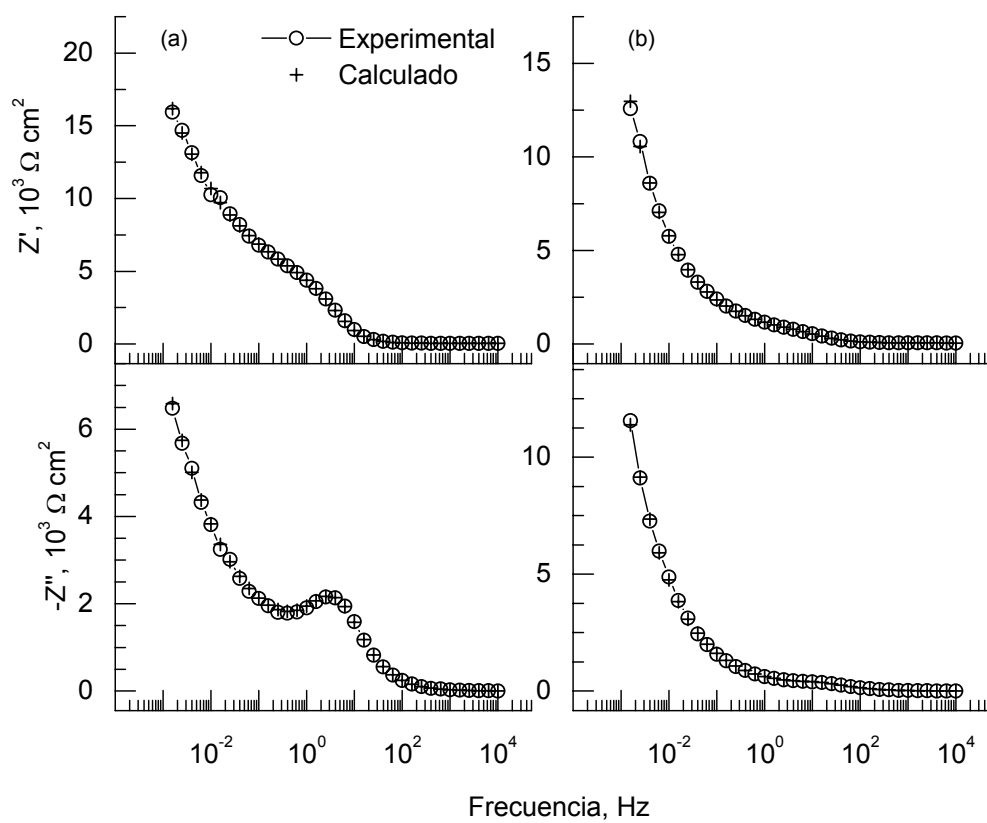 (a)
Experimental
Calculado
(b)
20
15
10
5
0
Z', 10³ Ω cm²
15
10
5
0
6
4
2
0
-Z'', 10³ Ω cm²
10
5
0
10⁻² 10⁰ 10² 10⁴
10⁻² 10⁰ 10² 10⁴
Frecuencia, Hz